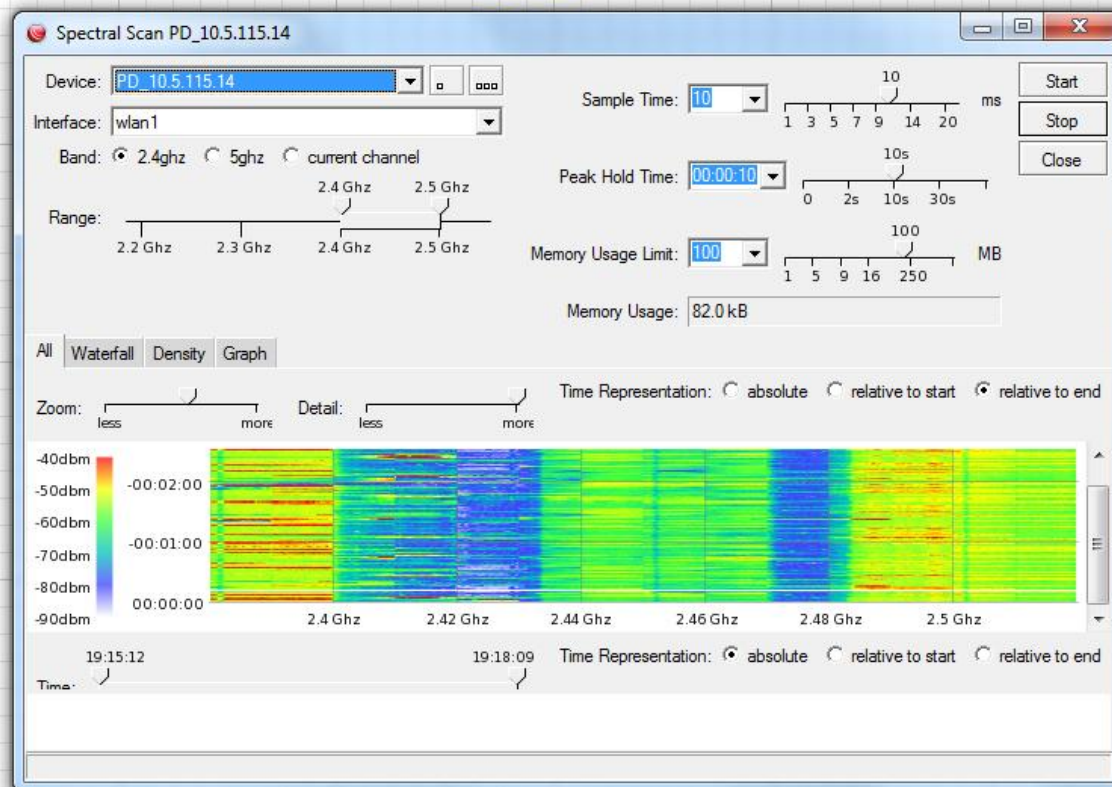 Spectral Scan PD_10.5.115.14
Device: PD_10.5.115.14
Interface: wlan1
Band: 2.4ghz 5ghz current channel
2.4 Ghz 2.5 Ghz
Range:
2.2 Ghz 2.3 Ghz 2.4 Ghz 2.5 Ghz
10
Sample Time: 10 ms
1 3 5 7 9 14 20
10s
Peak Hold Time: 00:00:10
0 2s 10s 30s
100
Memory Usage Limit: 100 MB
1 5 9 16 250
Memory Usage: 82.0 kB
Start
Stop
Close
All Waterfall Density Graph
Zoom: less more
Detail: less more
Time Representation: absolute relative to start relative to end
-40dbm
-50dbm
-60dbm
-70dbm
-80dbm
-90dbm
-00:02:00
-00:01:00
00:00:00
2.4 Ghz 2.42 Ghz 2.44 Ghz 2.46 Ghz 2.48 Ghz 2.5 Ghz
19:15:12 19:18:09
Time:
Time Representation: absolute relative to start relative to end